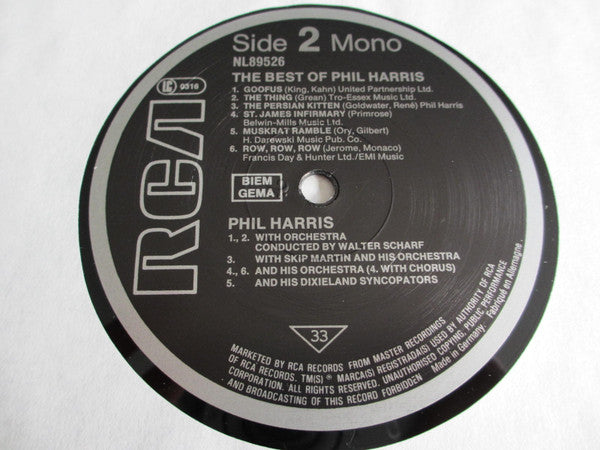 Side 2 Mono
NL89526
LC 0316
THE BEST OF PHIL HARRIS
1. GOOFUS (King, Kahn) United Partnership Ltd.
2. THE THING (Grean) Tro-Essex Music Ltd.
3. THE PERSIAN KITTEN (Goldwater, René) Phil Harris
4. ST. JAMES INFIRMARY (Primrose)
Belwin-Mills Music Ltd.
5. MUSKRAT RAMBLE (Ory, Gilbert)
H. Darewski Music Pub. Co.
6. ROW, ROW, ROW (Jerome, Monaco)
Francis Day & Hunter Ltd./EMI Music
RCA
BIEM
GEMA
PHIL HARRIS
1., 2. WITH ORCHESTRA
CONDUCTED BY WALTER SCHARF
3. WITH SKIP MARTIN AND HIS ORCHESTRA
4., 6. AND HIS ORCHESTRA (4. WITH CHORUS)
5. AND HIS DIXIELAND SYNCOPATORS
33
MARKETED BY RCA RECORDS FROM MASTER RECORDINGS
OF RCA RECORDS. TM(S) ® MARCA(S) REGISTRADA(S) USED BY AUTHORITY OF RCA
CORPORATION. ALL RIGHTS RESERVED. UNAUTHORISED COPYING, PUBLIC PERFORMANCE
AND BROADCASTING OF THIS RECORD FORBIDDEN Made in Germany. Fabriqué en Allemagne